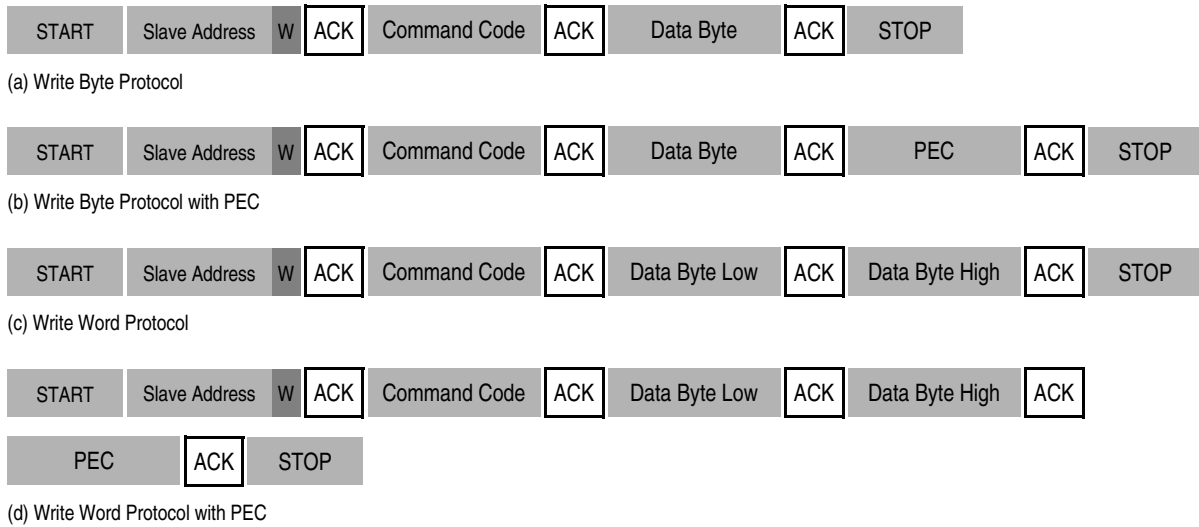 START Slave Address W ACK Command Code ACK Data Byte ACK STOP
(a) Write Byte Protocol
START Slave Address W ACK Command Code ACK Data Byte ACK PEC ACK STOP
(b) Write Byte Protocol with PEC
START Slave Address W ACK Command Code ACK Data Byte Low ACK Data Byte High ACK STOP
(c) Write Word Protocol
START Slave Address W ACK Command Code ACK Data Byte Low ACK Data Byte High ACK
PEC ACK STOP
(d) Write Word Protocol with PEC